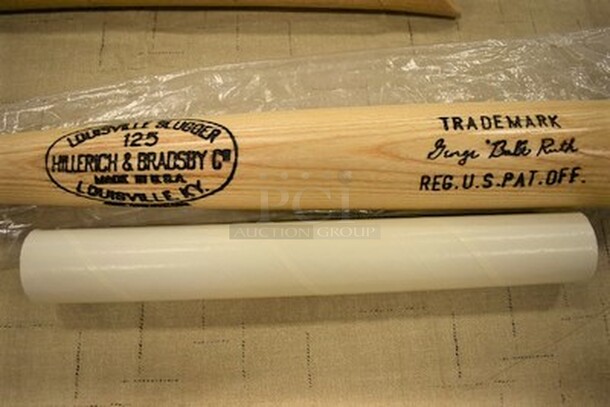 LOUISVILLE SLUGGER
125
HILLERICH & BRADSBY Co
MADE IN U.S.A.
LOUISVILLE, KY.
TRADEMARK
George "Babe" Ruth
REG. U.S. PAT. OFF.
PCI
AUCTION GROUP